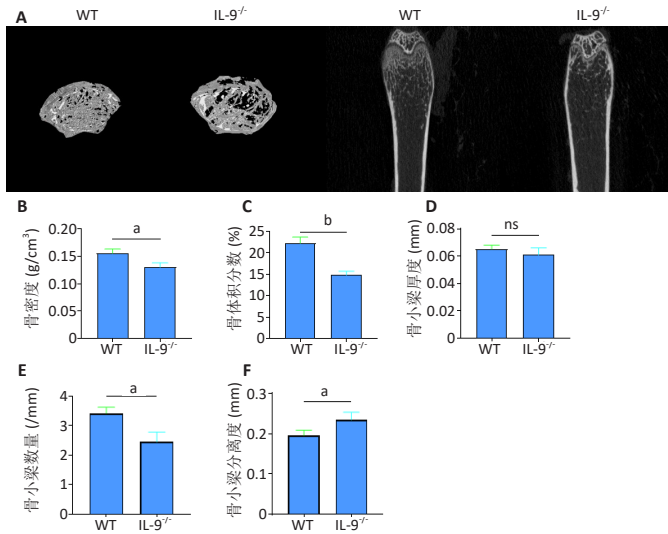 A WT IL-9-/- WT IL-9-/-
B
骨密度 (g/cm³)
0.20
0.15
0.10
0.05
0
a
WT IL-9-/-
C
骨体积分数 (%)
25
20
15
10
5
0
b
WT IL-9-/-
D
骨小梁厚度 (mm)
0.08
0.06
0.04
0.02
0.00
ns
WT IL-9-/-
E
骨小梁数量 (/mm)
4
3
2
1
0
a
WT IL-9-/-
F
骨小梁分离度 (mm)
0.3
0.2
0.1
0
a
WT IL-9-/-